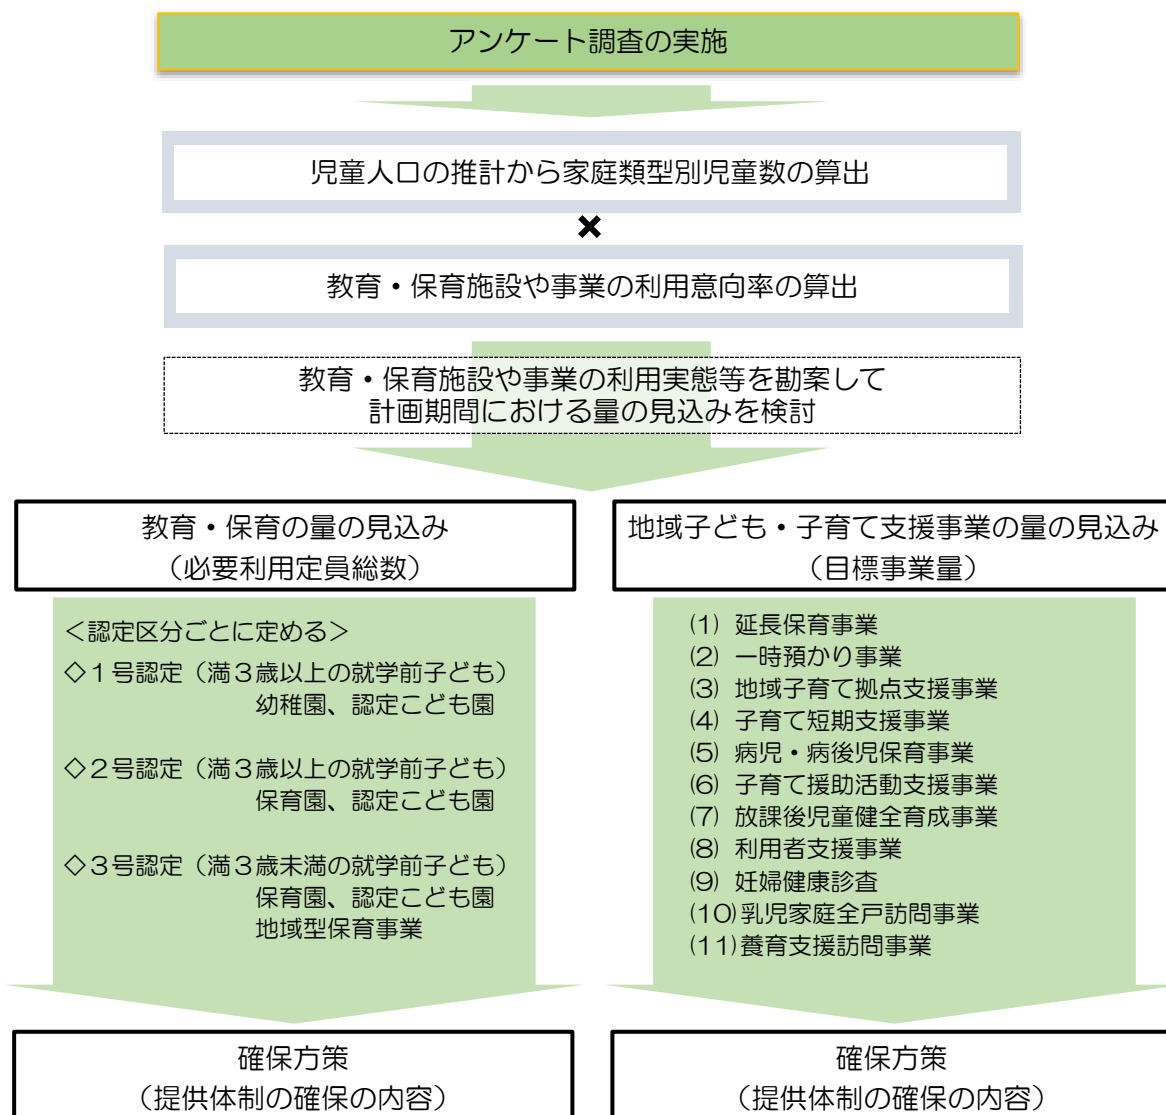 アンケート調査の実施
児童人口の推計から家庭類型別児童数の算出
×
教育・保育施設や事業の利用意向率の算出
教育・保育施設や事業の利用実態等を勘案して
計画期間における量の見込みを検討
教育・保育の量の見込み
（必要利用定員総数）
＜認定区分ごとに定める＞
◇１号認定（満３歳以上の就学前子ども）
幼稚園、認定こども園
◇２号認定（満３歳以上の就学前子ども）
保育園、認定こども園
◇３号認定（満３歳未満の就学前子ども）
保育園、認定こども園
地域型保育事業
確保方策
（提供体制の確保の内容）
地域子ども・子育て支援事業の量の見込み
（目標事業量）
(1) 延長保育事業
(2) 一時預かり事業
(3) 地域子育て拠点支援事業
(4) 子育て短期支援事業
(5) 病児・病後児保育事業
(6) 子育て援助活動支援事業
(7) 放課後児童健全育成事業
(8) 利用者支援事業
(9) 妊婦健康診査
(10)乳児家庭全戸訪問事業
(11)養育支援訪問事業
確保方策
（提供体制の確保の内容）